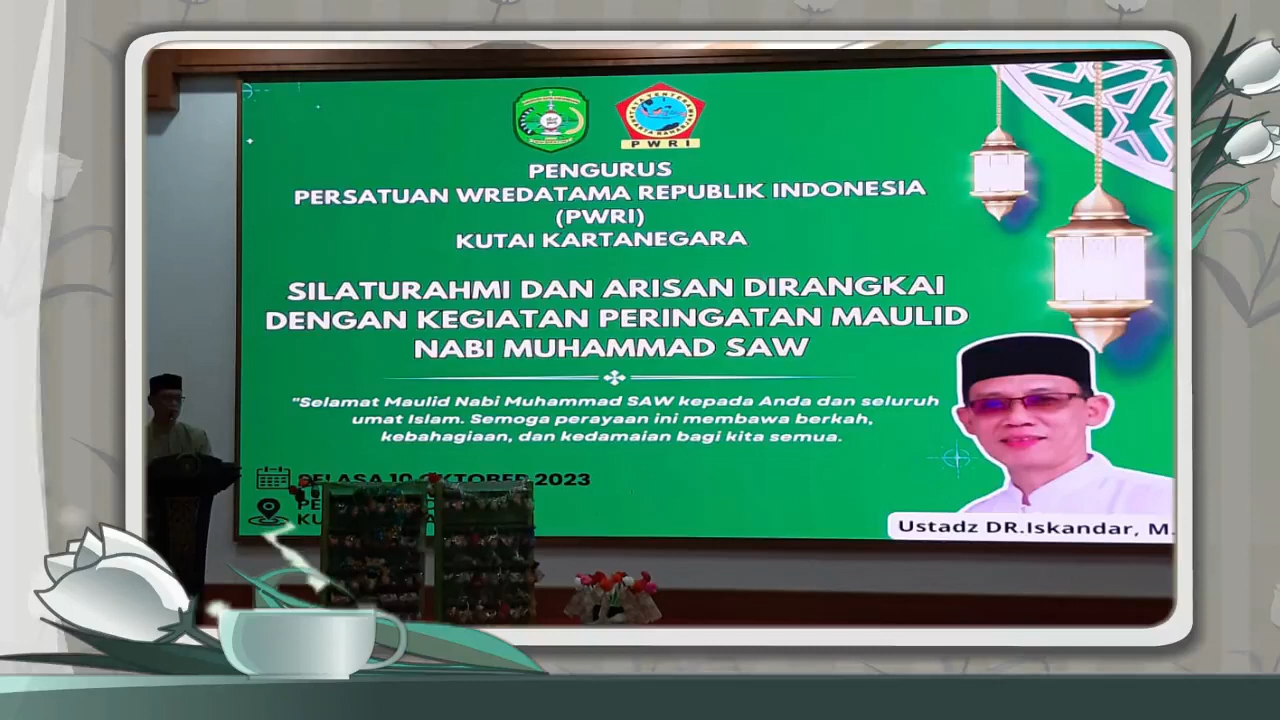 PWRI
PENGURUS
PERSATUAN WREDATAMA REPUBLIK INDONESIA
(PWRI)
KUTAI KARTANEGARA
SILATURAHMI DAN ARISAN DIRANGKAI
DENGAN KEGIATAN PERINGATAN MAULID
NABI MUHAMMAD SAW
"Selamat Maulid Nabi Muhammad SAW kepada Anda dan seluruh
umat Islam. Semoga perayaan ini membawa berkah,
kebahagiaan, dan kedamaian bagi kita semua.
10 OKTOBER 2023
Ustadz DR.Iskandar, M.